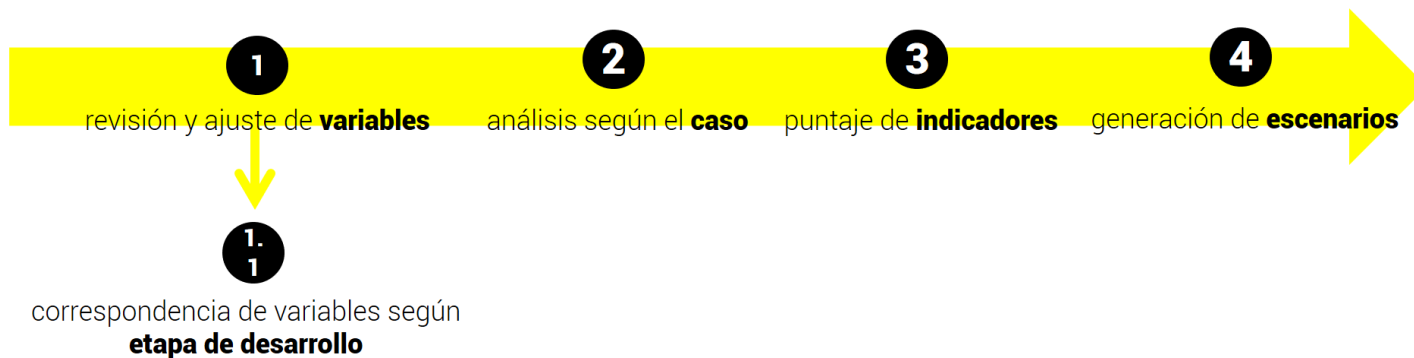 1
revisión y ajuste de variables
2
análisis según el caso
3
puntaje de indicadores
4
generación de escenarios
1.
1
correspondencia de variables según
etapa de desarrollo